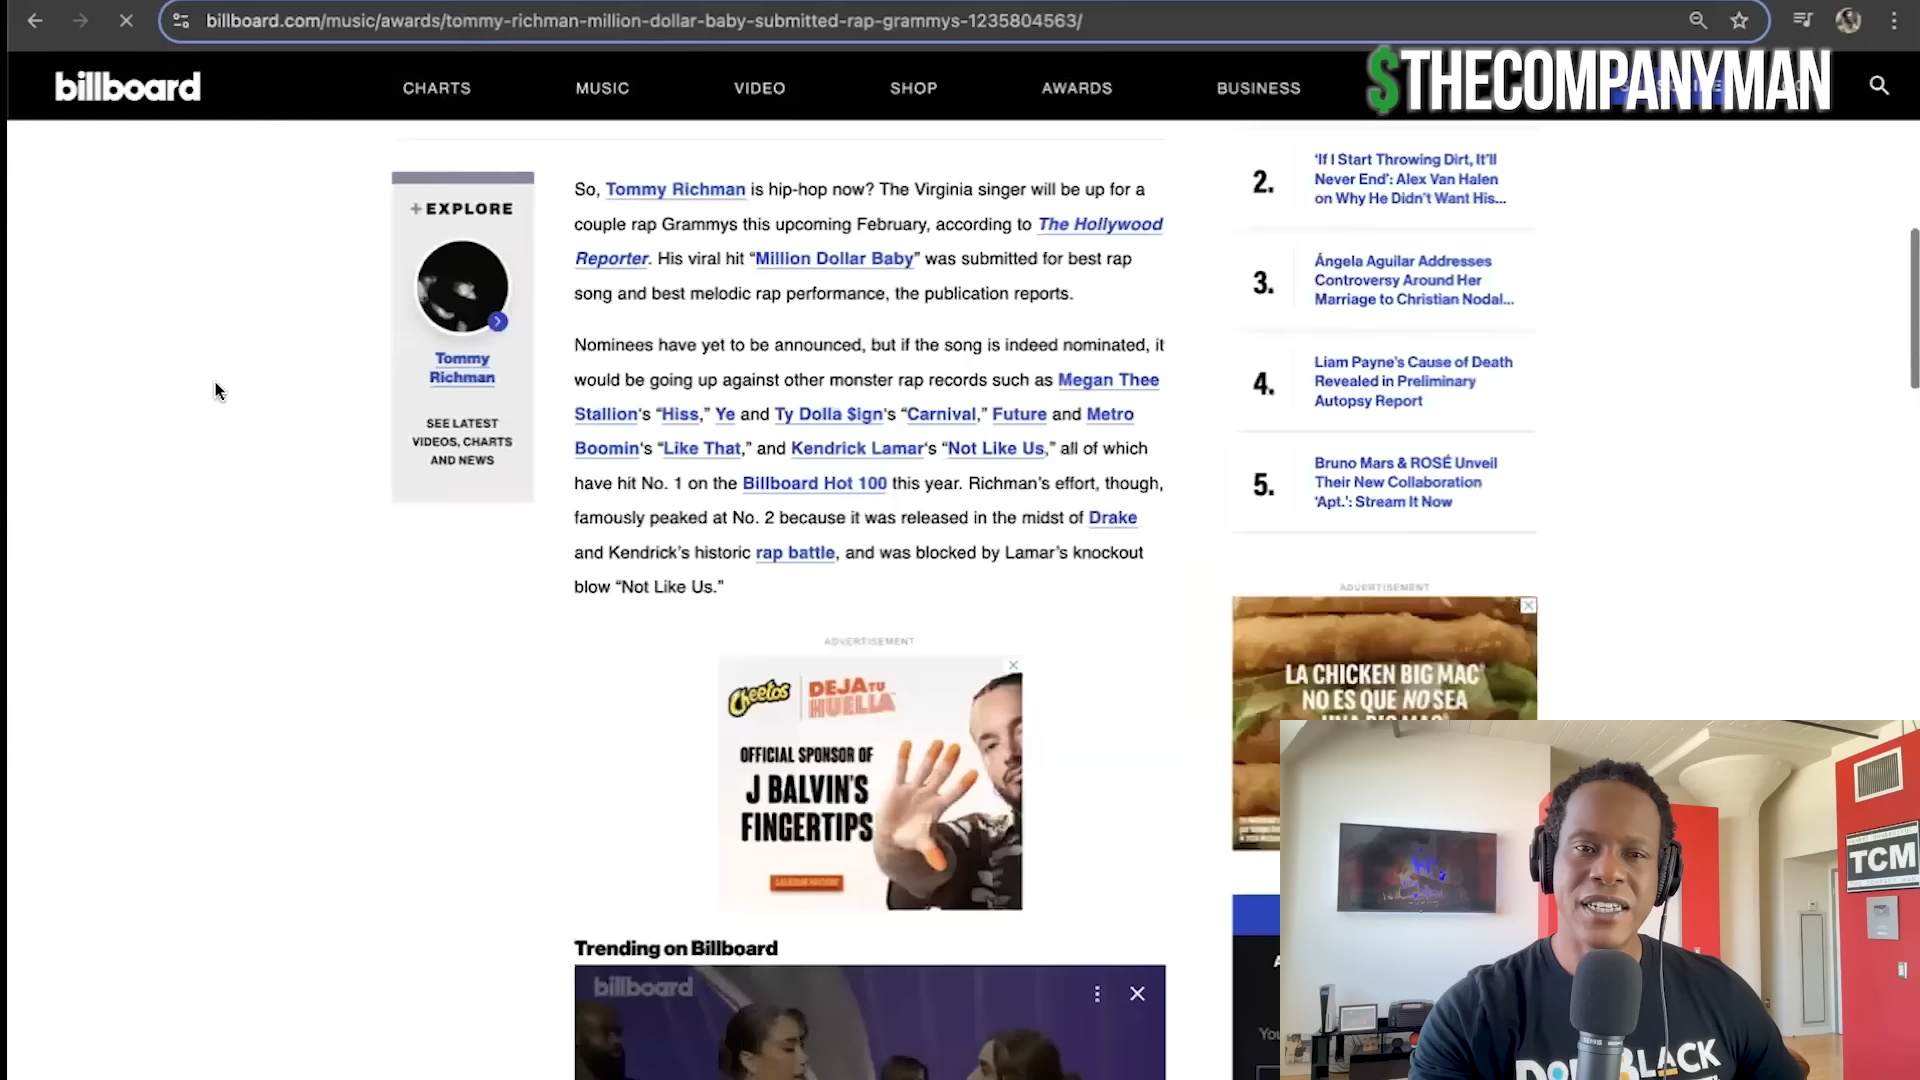 billboard.com/music/awards/tommy-richman-million-dollar-baby-submitted-rap-grammys-1235804563/
billboard
CHARTS
MUSIC
VIDEO
SHOP
AWARDS
BUSINESS
$THECOMPANYMAN
+EXPLORE
Tommy
Richman
SEE LATEST
VIDEOS, CHARTS
AND NEWS
So, Tommy Richman is hip-hop now? The Virginia singer will be up for a
couple rap Grammys this upcoming February, according to The Hollywood
Reporter. His viral hit “Million Dollar Baby” was submitted for best rap
song and best melodic rap performance, the publication reports.
Nominees have yet to be announced, but if the song is indeed nominated, it
would be going up against other monster rap records such as Megan Thee
Stallion‘s “Hiss,” Ye and Ty Dolla $ign‘s “Carnival,” Future and Metro
Boomin‘s “Like That,” and Kendrick Lamar‘s “Not Like Us,” all of which
have hit No. 1 on the Billboard Hot 100 this year. Richman’s effort, though,
famously peaked at No. 2 because it was released in the midst of Drake
and Kendrick’s historic rap battle, and was blocked by Lamar’s knockout
blow “Not Like Us.”
ADVERTISEMENT
Cheetos
DEJA TU
HUELLA
OFFICIAL SPONSOR OF
J BALVIN'S
FINGERTIPS
Trending on Billboard
billboard
2.
‘If I Start Throwing Dirt, It’ll
Never End’: Alex Van Halen
on Why He Didn’t Want His...
3.
Ángela Aguilar Addresses
Controversy Around Her
Marriage to Christian Nodal...
4.
Liam Payne’s Cause of Death
Revealed in Preliminary
Autopsy Report
5.
Bruno Mars & ROSÉ Unveil
Their New Collaboration
‘Apt.’: Stream It Now
ADVERTISEMENT
LA CHICKEN BIG MAC
NO ES QUE NO SEA
UNA BIG MAC
TCM
BLACK